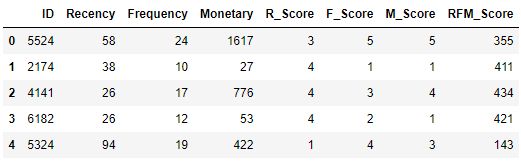 ID Recency Frequency Monetary R_Score F_Score M_Score RFM_Score
0 5524 58 24 1617 3 5 5 355
1 2174 38 10 27 4 1 1 411
2 4141 26 17 776 4 3 4 434
3 6182 26 12 53 4 2 1 421
4 5324 94 19 422 1 4 3 143